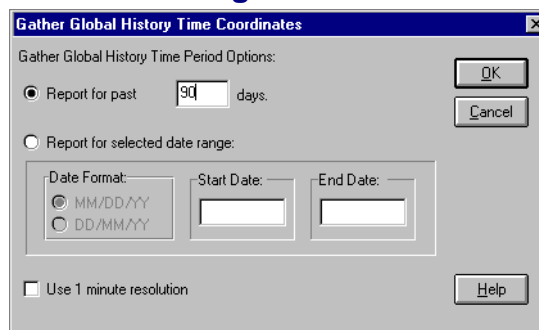 Gather Global History Time Coordinates
Gather Global History Time Period Options:
Report for past 90 days.
OK
Cancel
Report for selected date range:
Date Format: Start Date: End Date:
MM/DD/YY
DD/MM/YY
Use 1 minute resolution
Help